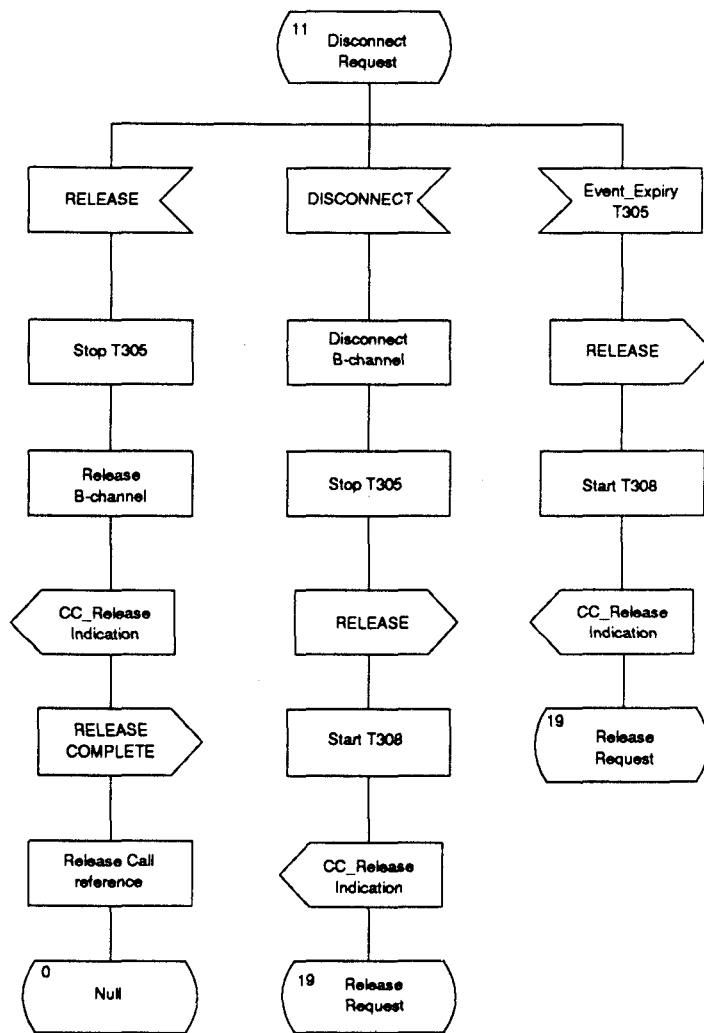 11
Disconnect
Request
RELEASE
DISCONNECT
Event_Expiry
T305
Stop T305
Disconnect
B-channel
RELEASE
Release
B-channel
Stop T305
Start T308
CC_Release
Indication
RELEASE
CC_Release
Indication
RELEASE
COMPLETE
Start T308
19
Release
Request
Release Call
reference
CC_Release
Indication
0
Null
19
Release
Request